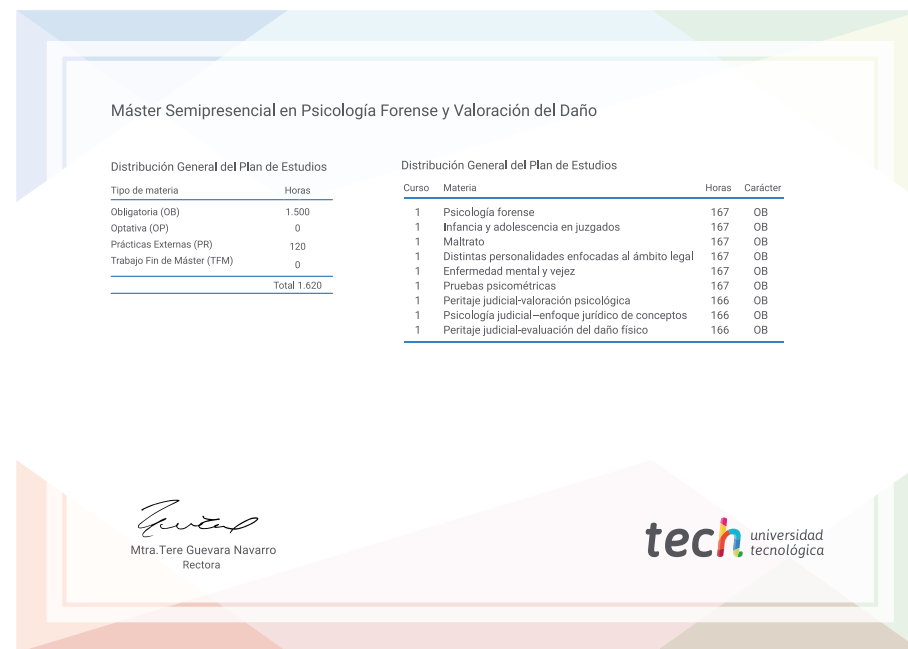 Máster Semipresencial en Psicología Forense y Valoración del Daño
Distribución General del Plan de Estudios
Tipo de materia Horas
Obligatoria (OB) 1.500
Optativa (OP) 0
Prácticas Externas (PR) 120
Trabajo Fin de Máster (TFM) 0
Total 1.620
Distribución General del Plan de Estudios
Curso Materia Horas Carácter
1 Psicología forense 167 OB
1 Infancia y adolescencia en juzgados 167 OB
1 Maltrato 167 OB
1 Distintas personalidades enfocadas al ámbito legal 167 OB
1 Enfermedad mental y vejez 167 OB
1 Pruebas psicométricas 167 OB
1 Peritaje judicial-valoración psicológica 166 OB
1 Psicología judicial–enfoque jurídico de conceptos 166 OB
1 Peritaje judicial-evaluación del daño físico 166 OB
Mtra.Tere Guevara Navarro
Rectora
tech universidad
tecnológica